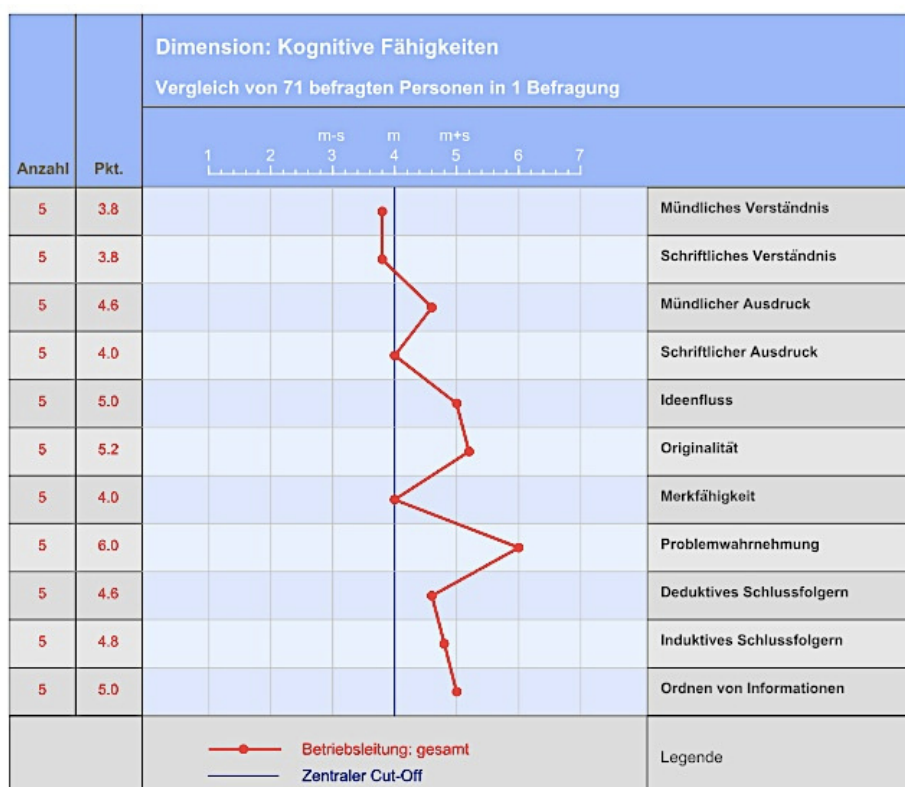 Dimension: Kognitive Fähigkeiten
Vergleich von 71 befragten Personen in 1 Befragung
m-s m m+s
Anzahl Pkt. 1 2 3 4 5 6 7
5 3.8 Mündliches Verständnis
5 3.8 Schriftliches Verständnis
5 4.6 Mündlicher Ausdruck
5 4.0 Schriftlicher Ausdruck
5 5.0 Ideenfluss
5 5.2 Originalität
5 4.0 Merkfähigkeit
5 6.0 Problemwahrnehmung
5 4.6 Deduktives Schlussfolgern
5 4.8 Induktives Schlussfolgern
5 5.0 Ordnen von Informationen
Betriebsleitung: gesamt
Zentraler Cut-Off
Legende